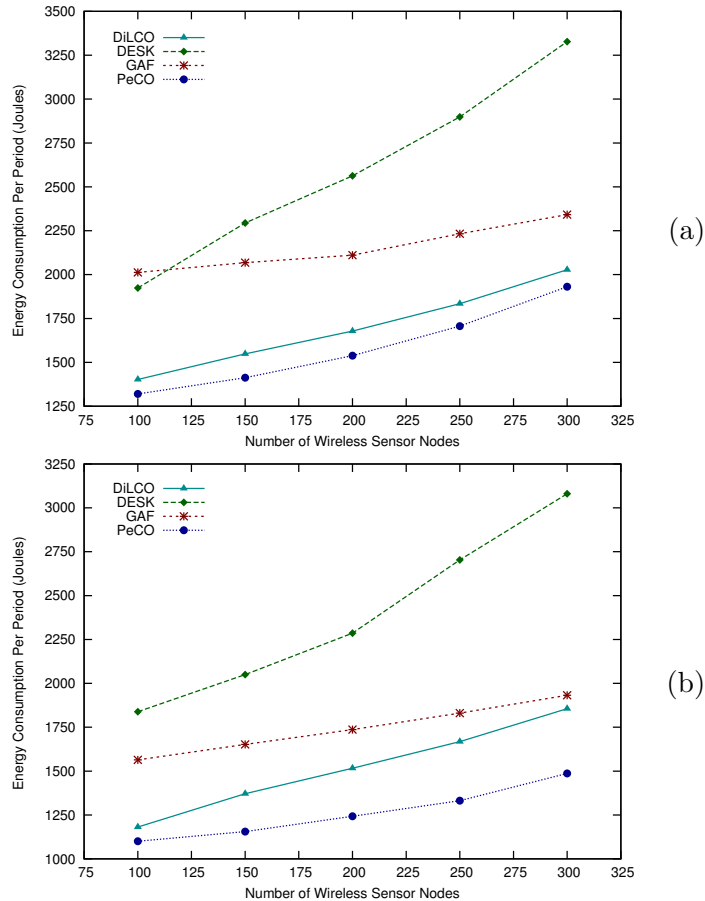 3500
3250
3000
2750
2500
2250
2000
1750
1500
1250
Energy Consumption Per Period (Joules)
DiLCO
DESK
GAF
PeCO
75 100 125 150 175 200 225 250 275 300 325
Number of Wireless Sensor Nodes
(a)
3250
3000
2750
2500
2250
2000
1750
1500
1250
1000
Energy Consumption Per Period (Joules)
DiLCO
DESK
GAF
PeCO
75 100 125 150 175 200 225 250 275 300 325
Number of Wireless Sensor Nodes
(b)